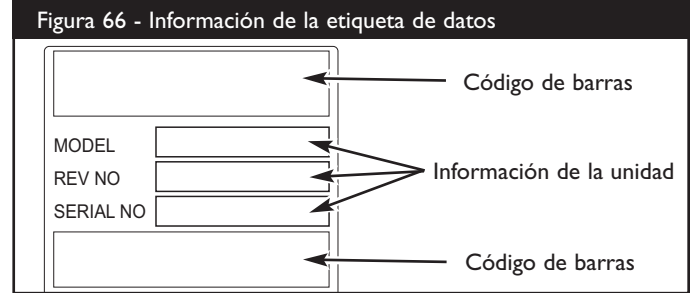 Figura 66 - Información de la etiqueta de datos
Código de barras
MODEL
REV NO
Información de la unidad
SERIAL NO
Código de barras